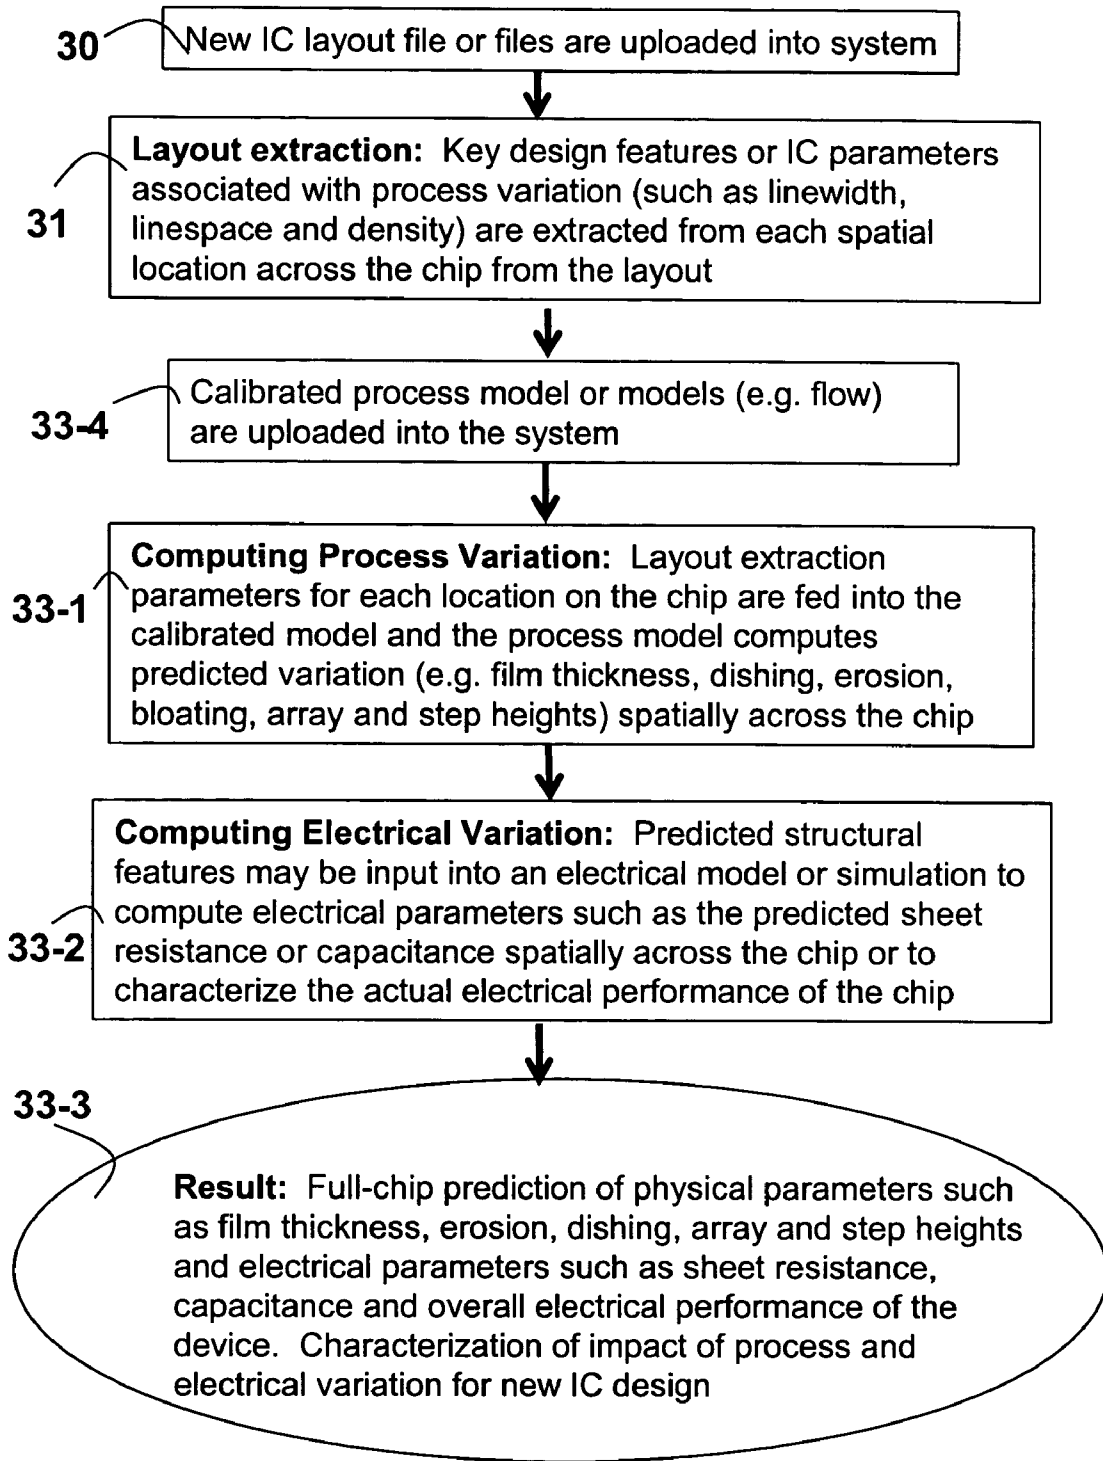 30
New IC layout file or files are uploaded into system
31
Layout extraction: Key design features or IC parameters
associated with process variation (such as linewidth,
linespace and density) are extracted from each spatial
location across the chip from the layout
33-4
Calibrated process model or models (e.g. flow)
are uploaded into the system
33-1
Computing Process Variation: Layout extraction
parameters for each location on the chip are fed into the
calibrated model and the process model computes
predicted variation (e.g. film thickness, dishing, erosion,
bloating, array and step heights) spatially across the chip
33-2
Computing Electrical Variation: Predicted structural
features may be input into an electrical model or simulation to
compute electrical parameters such as the predicted sheet
resistance or capacitance spatially across the chip or to
characterize the actual electrical performance of the chip
33-3
Result: Full-chip prediction of physical parameters such
as film thickness, erosion, dishing, array and step heights
and electrical parameters such as sheet resistance,
capacitance and overall electrical performance of the
device. Characterization of impact of process and
electrical variation for new IC design